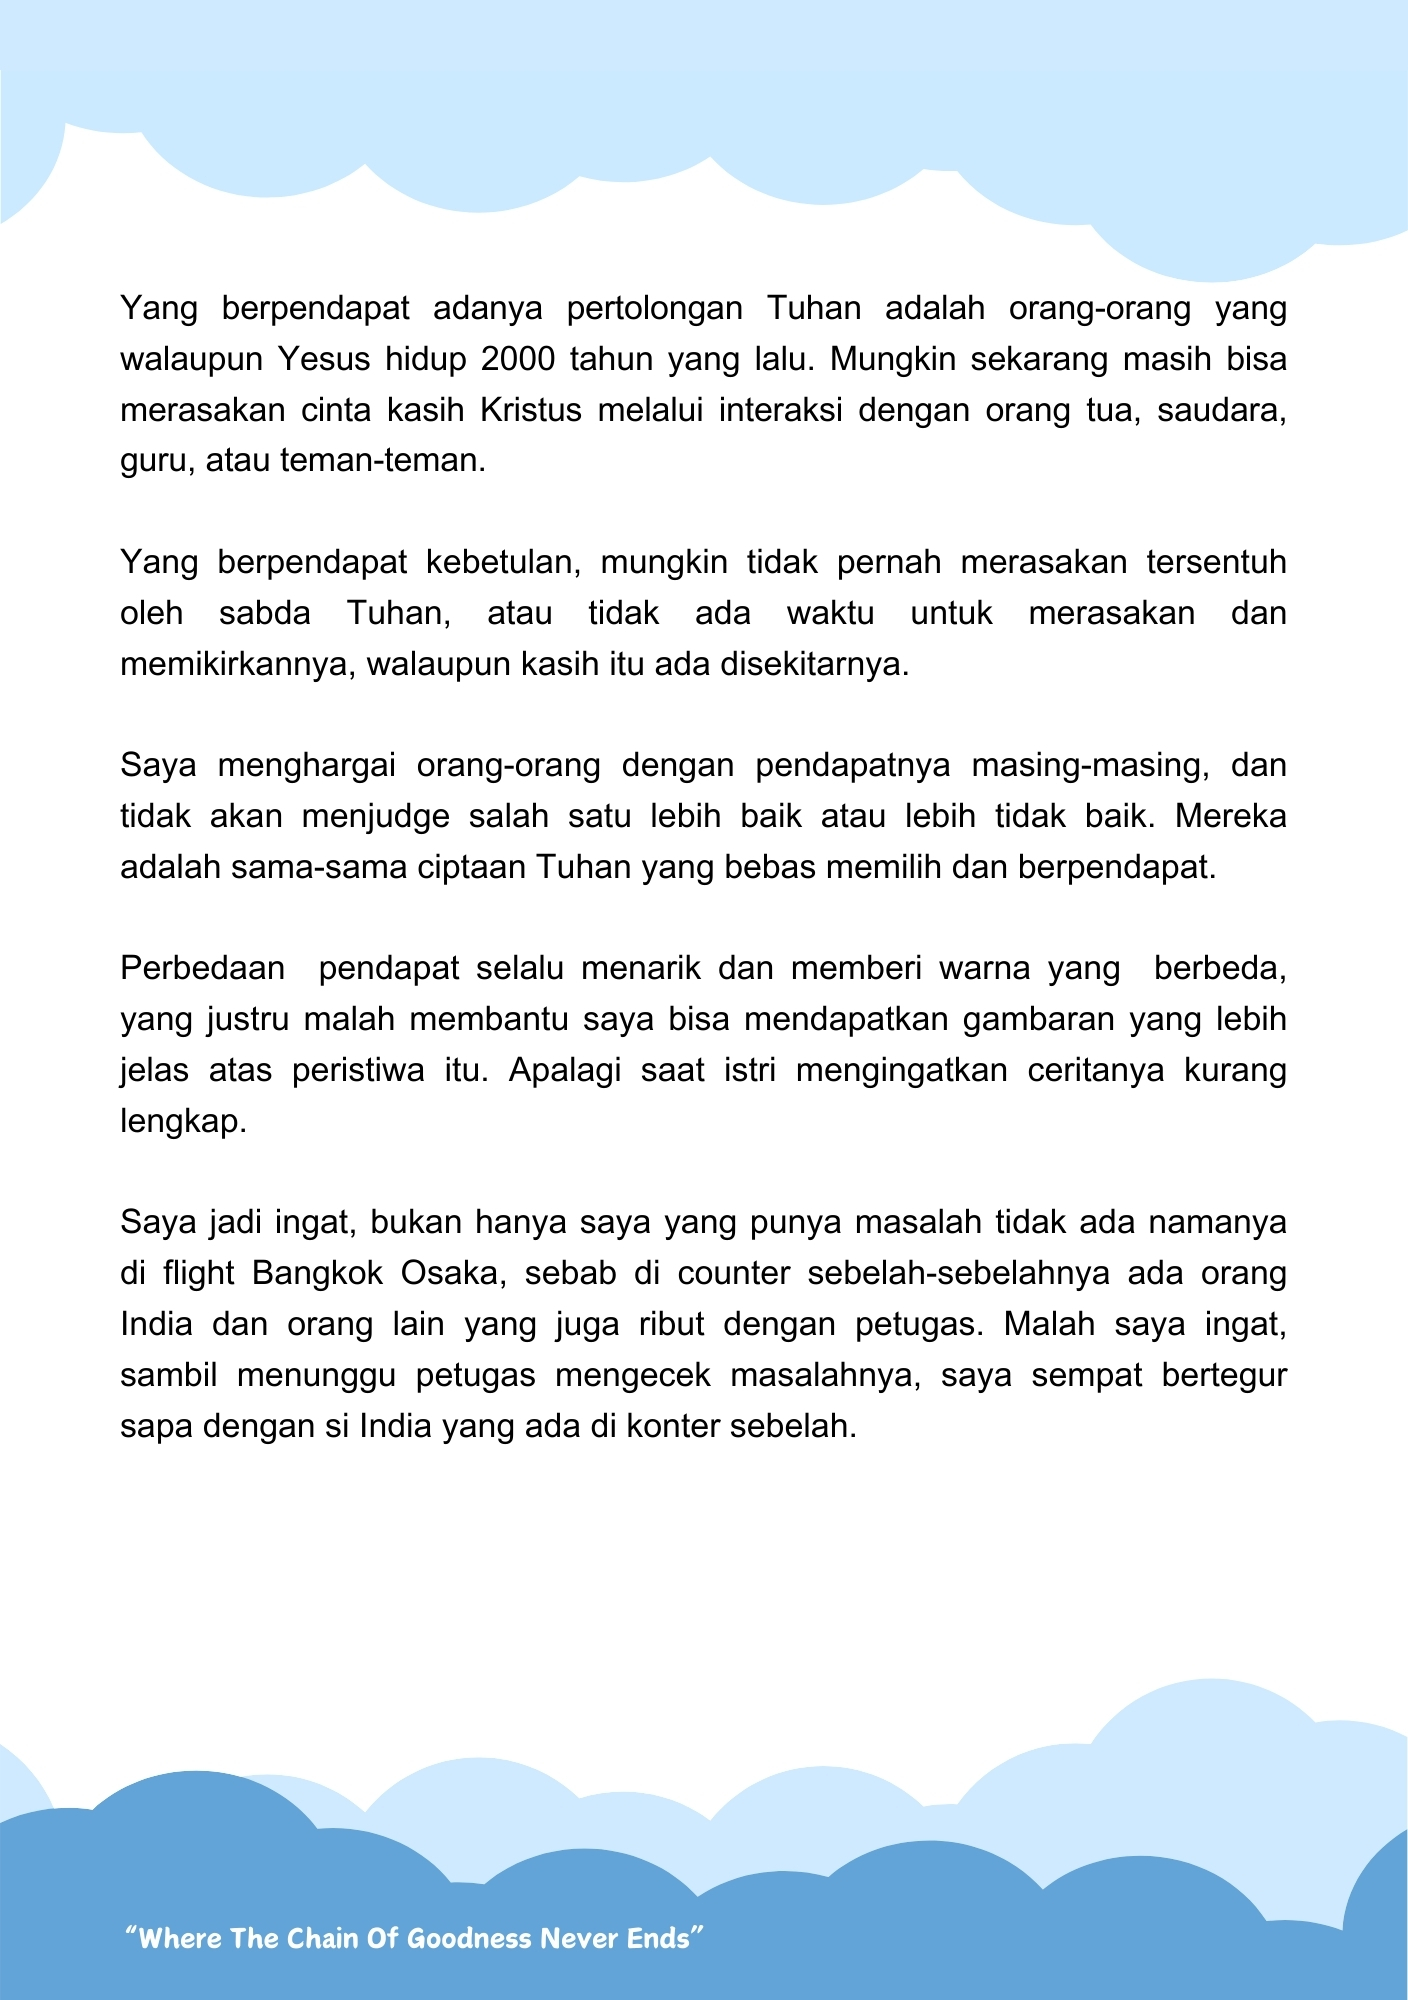 Yang berpendapat adanya pertolongan Tuhan adalah orang-orang yang
walaupun Yesus hidup 2000 tahun yang lalu. Mungkin sekarang masih bisa
merasakan cinta kasih Kristus melalui interaksi dengan orang tua, saudara,
guru, atau teman-teman.
Yang berpendapat kebetulan, mungkin tidak pernah merasakan tersentuh
oleh sabda Tuhan, atau tidak ada waktu untuk merasakan dan
memikirkannya, walaupun kasih itu ada disekitarnya.
Saya menghargai orang-orang dengan pendapatnya masing-masing, dan
tidak akan menjudge salah satu lebih baik atau lebih tidak baik. Mereka
adalah sama-sama ciptaan Tuhan yang bebas memilih dan berpendapat.
Perbedaan pendapat selalu menarik dan memberi warna yang berbeda,
yang justru malah membantu saya bisa mendapatkan gambaran yang lebih
jelas atas peristiwa itu. Apalagi saat istri mengingatkan ceritanya kurang
lengkap.
Saya jadi ingat, bukan hanya saya yang punya masalah tidak ada namanya
di flight Bangkok Osaka, sebab di counter sebelah-sebelahnya ada orang
India dan orang lain yang juga ribut dengan petugas. Malah saya ingat,
sambil menunggu petugas mengecek masalahnya, saya sempat bertegur
sapa dengan si India yang ada di konter sebelah.
“Where The Chain Of Goodness Never Ends”